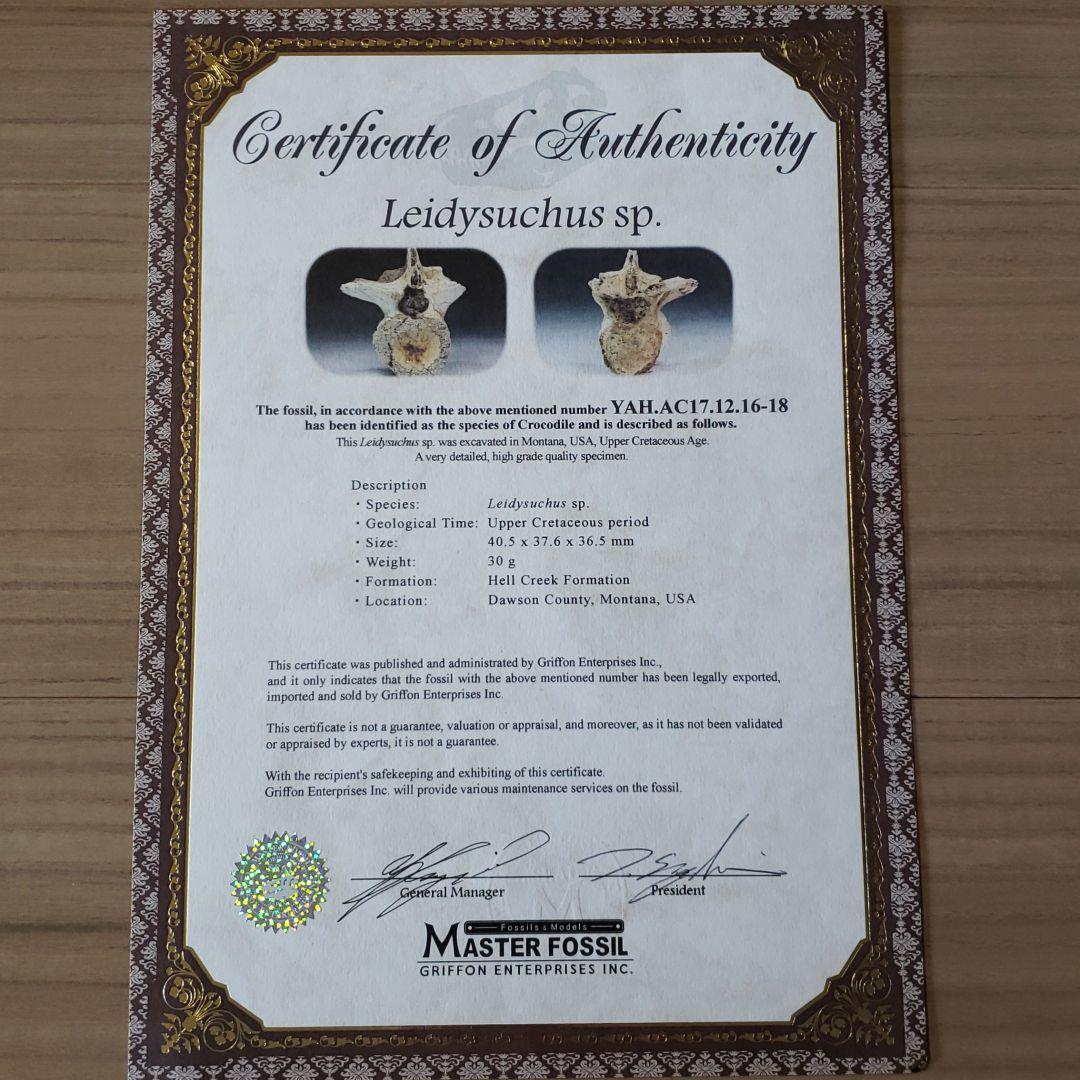 Certificate of Authenticity
Leidysuchus sp.
The fossil, in accordance with the above mentioned number YAH.AC17.12.16-18
has been identified as the species of Crocodile and is described as follows.
This Leidysuchus sp. was excavated in Montana, USA, Upper Cretaceous Age.
A very detailed, high grade quality specimen.
Description
・Species: Leidysuchus sp.
・Geological Time: Upper Cretaceous period
・Size: 40.5 x 37.6 x 36.5 mm
・Weight: 30 g
・Formation: Hell Creek Formation
・Location: Dawson County, Montana, USA
This certificate was published and administrated by Griffon Enterprises Inc.,
and it only indicates that the fossil with the above mentioned number has been legally exported,
imported and sold by Griffon Enterprises Inc.
This certificate is not a guarantee, valuation or appraisal, and moreover, as it has not been validated
or appraised by experts, it is not a guarantee.
With the recipient's safekeeping and exhibiting of this certificate.
Griffon Enterprises Inc. will provide various maintenance services on the fossil.
General Manager President
Fossils & Models
MASTER FOSSIL
GRIFFON ENTERPRISES INC.